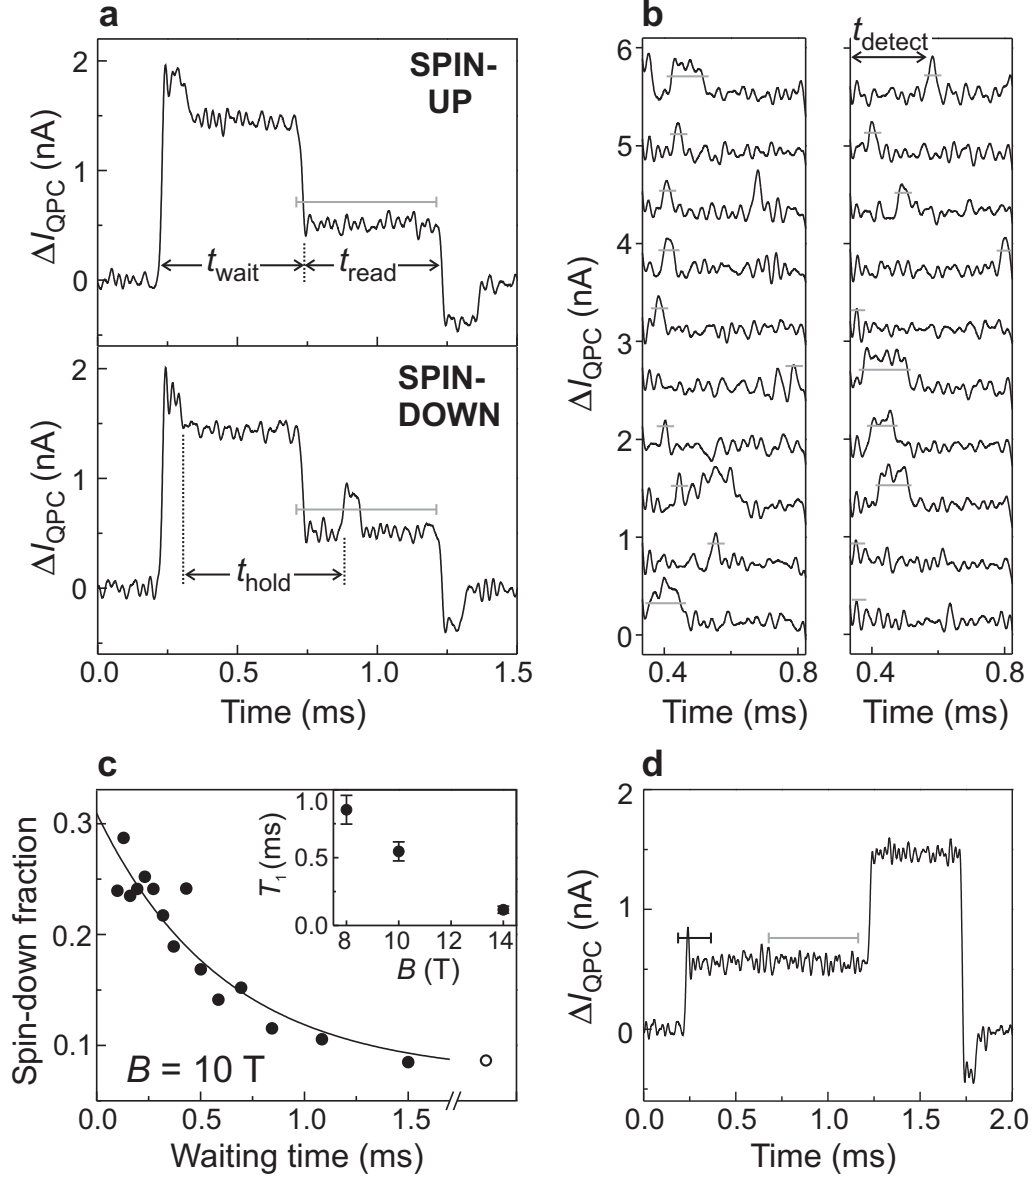 a
SPIN-
UP
2
1
0
ΔI_QPC (nA)
t_wait
t_read
SPIN-
DOWN
2
1
0
ΔI_QPC (nA)
t_hold
0.0 0.5 1.0 1.5
Time (ms)
b
t_detect
6
5
4
3
2
1
0
ΔI_QPC (nA)
ΔI_QPC (nA)
0.4 0.8
0.4 0.8
Time (ms)
Time (ms)
c
0.3
0.2
0.1
Spin-down fraction
1.0
0.5
0.0
T₁ (ms)
8 10 12 14
B (T)
B = 10 T
0.0 0.5 1.0 1.5
Waiting time (ms)
d
2
1
0
ΔI_QPC (nA)
0.0 0.5 1.0 1.5 2.0
Time (ms)